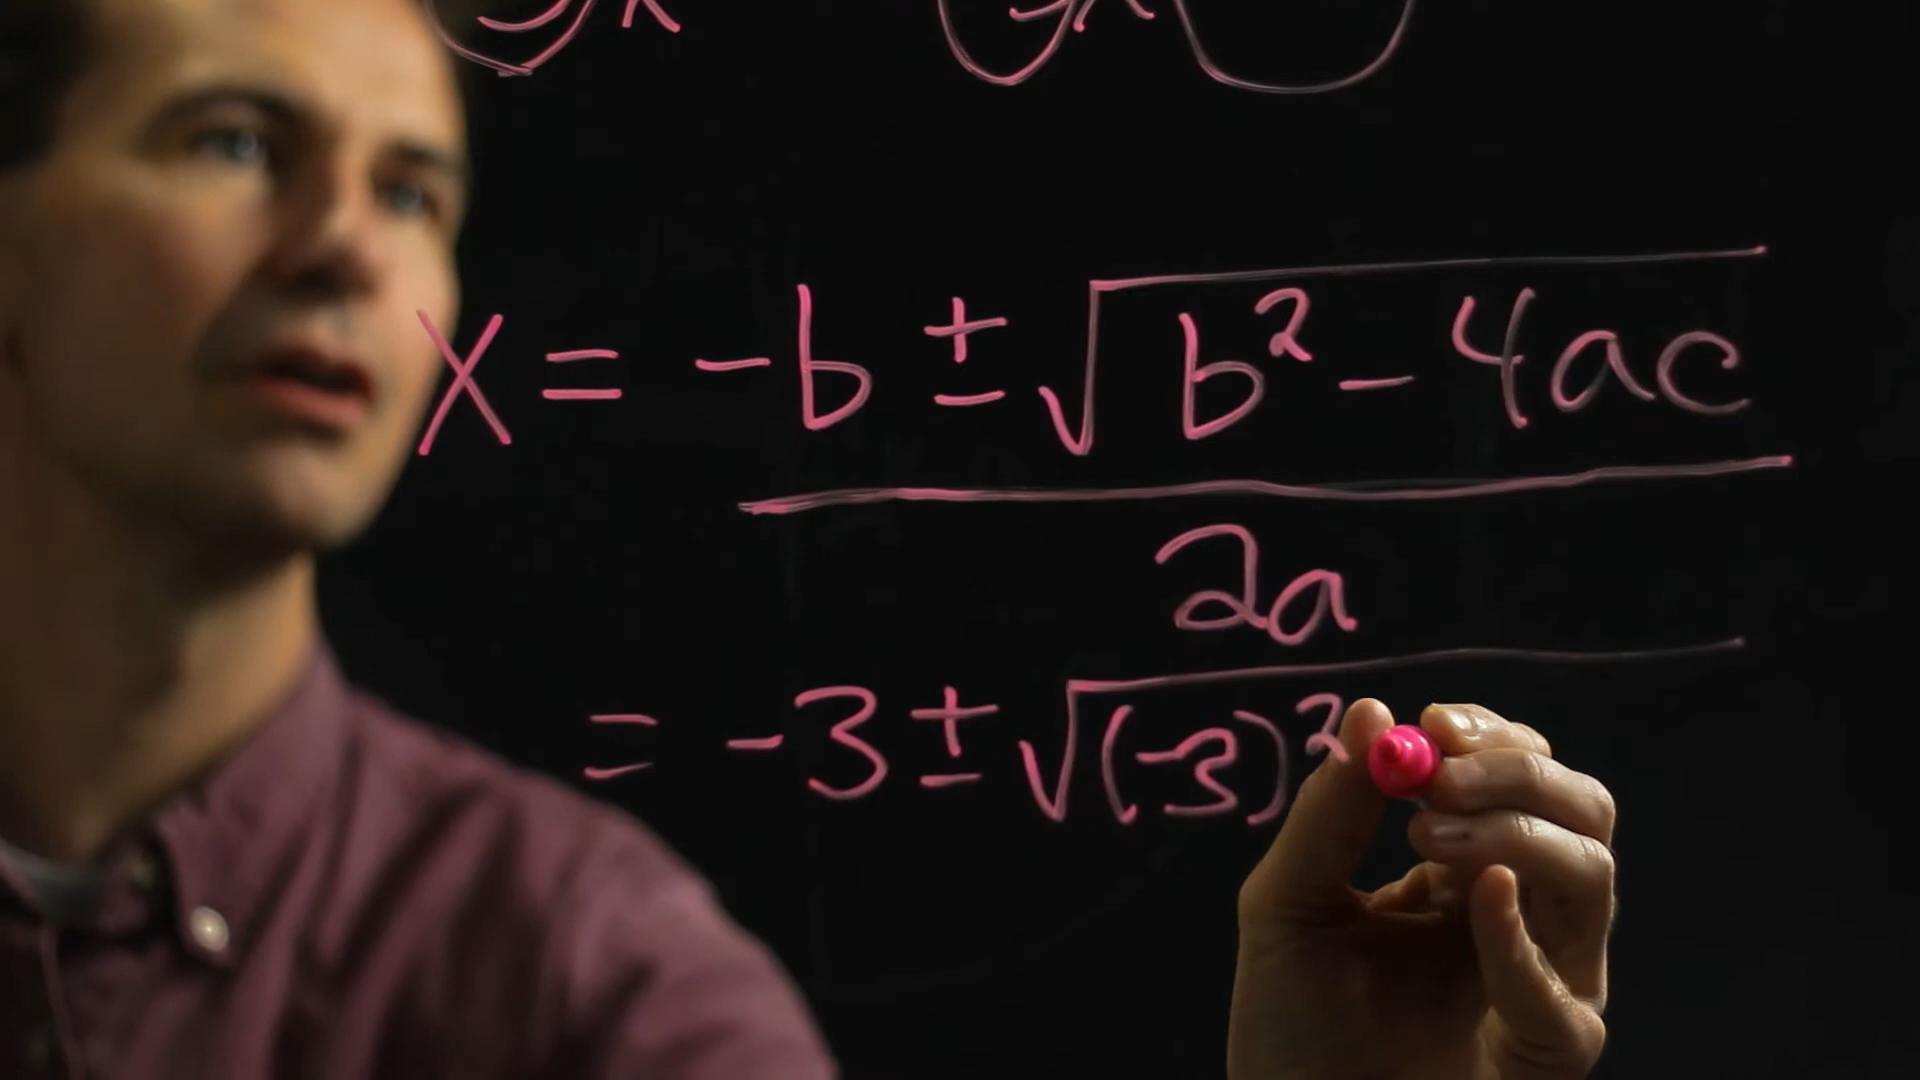 x = -b ± √b² - 4ac
2a
= -3 ± √(-3)²